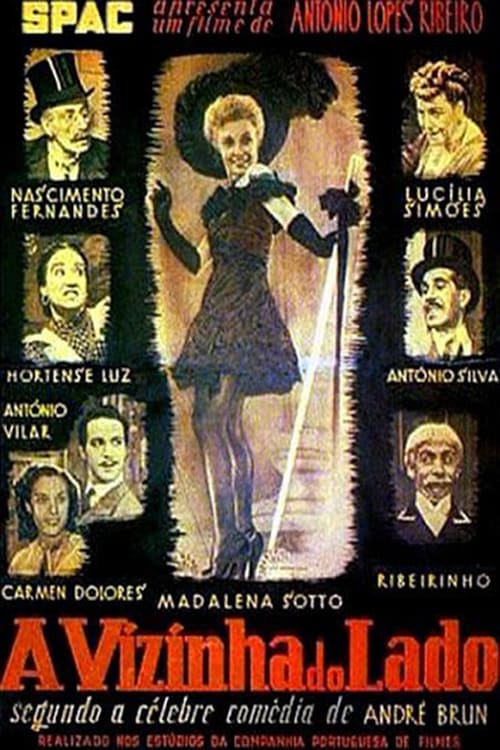 SPAC apresenta um filme de ANTÓNIO LOPES RIBEIRO
NASCIMENTO
FERNANDES
LUCÍLIA
SIMÕES
HORTENSE LUZ
ANTÓNIO SILVA
ANTÓNIO
VILAR
CARMEN DOLORES
MADALENA SOTTO
RIBEIRINHO
A Vizínha do Lado
segundo a célebre comèdia de ANDRÉ BRUN
REALIZADO NOS ESTÚDIOS DA COMPANHIA PORTUGUESA DE FILMES